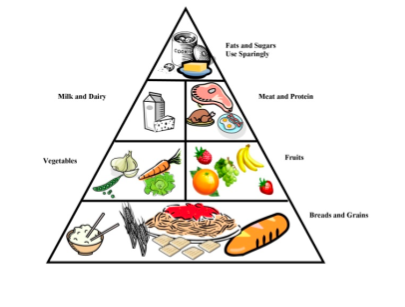 Fats and Sugars
Use Sparingly
Milk and Dairy
Meat and Protein
Vegetables
Fruits
Breads and Grains